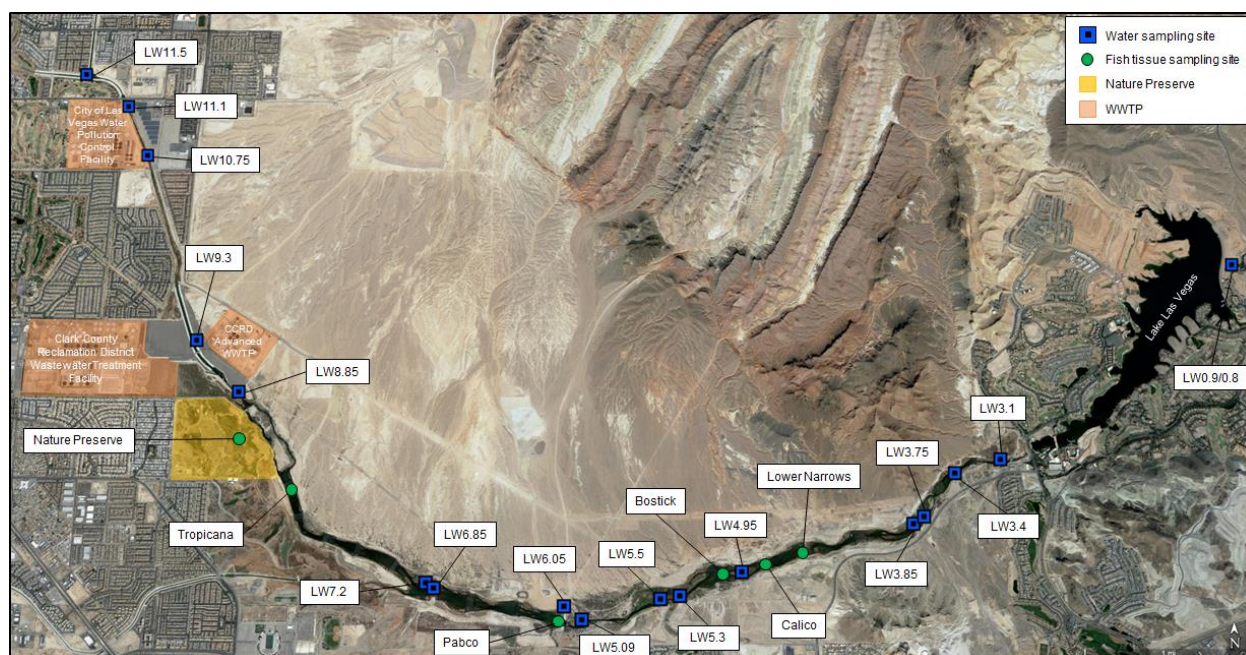 LW11.5
LW11.1
City of Las
Vegas Water
Pollution
Control
Facility
LW10.75
LW9.3
Clark County
Reclamation District
Wastewater Treatment
Facility
CCRD
Advanced
WWTP
LW8.85
Nature Preserve
Tropicana
LW7.2
LW6.85
LW6.05
Pabco
LW5.09
LW5.5
LW5.3
Bostick
LW4.95
Calico
Lower Narrows
LW3.75
LW3.85
LW3.4
LW3.1
Lake Las Vegas
LW0.9/0.8
Water sampling site
Fish tissue sampling site
Nature Preserve
WWTP
N